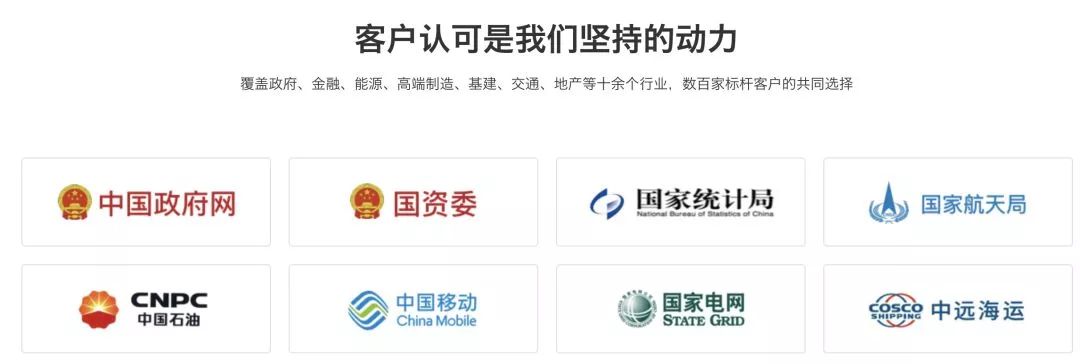 客户认可是我们坚持的动力
覆盖政府、金融、能源、高端制造、基建、交通、地产等十余个行业，数百家标杆客户的共同选择
中国政府网
国资委
国家统计局
National Bureau of Statistics of China
国家航天局
CNPC
中国石油
中国移动
China Mobile
国家电网
STATE GRID
COSCO
SHIPPING
中远海运